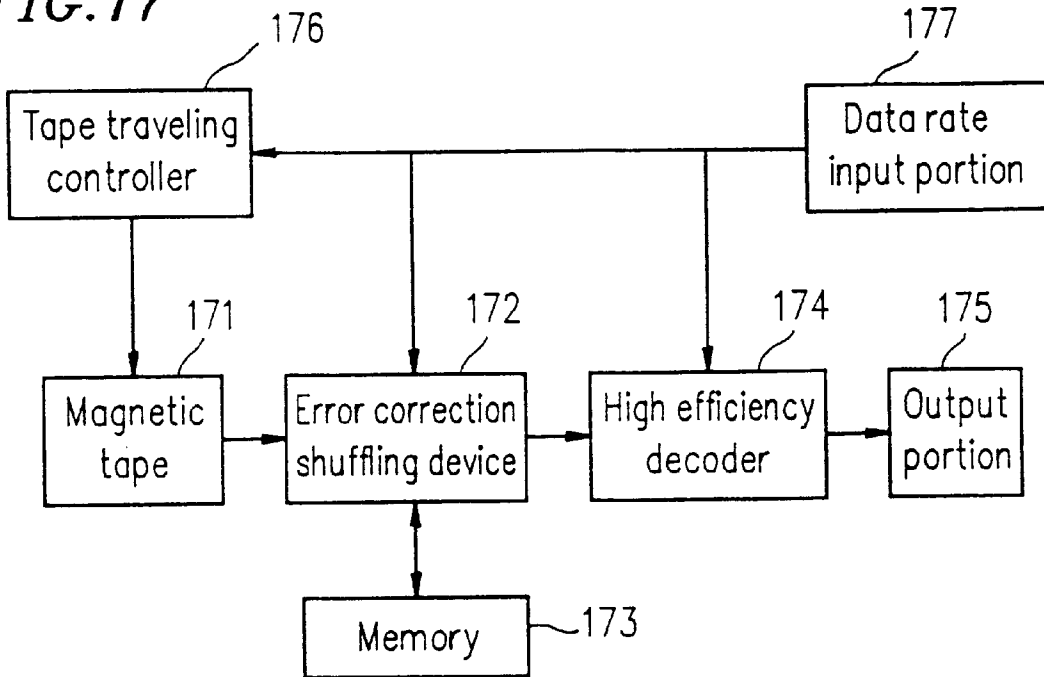 FIG. 17
176
177
Tape traveling
controller
Data rate
input portion
171
172
174
175
Magnetic
tape
Error correction
shuffling device
High efficiency
decoder
Output
portion
Memory
173